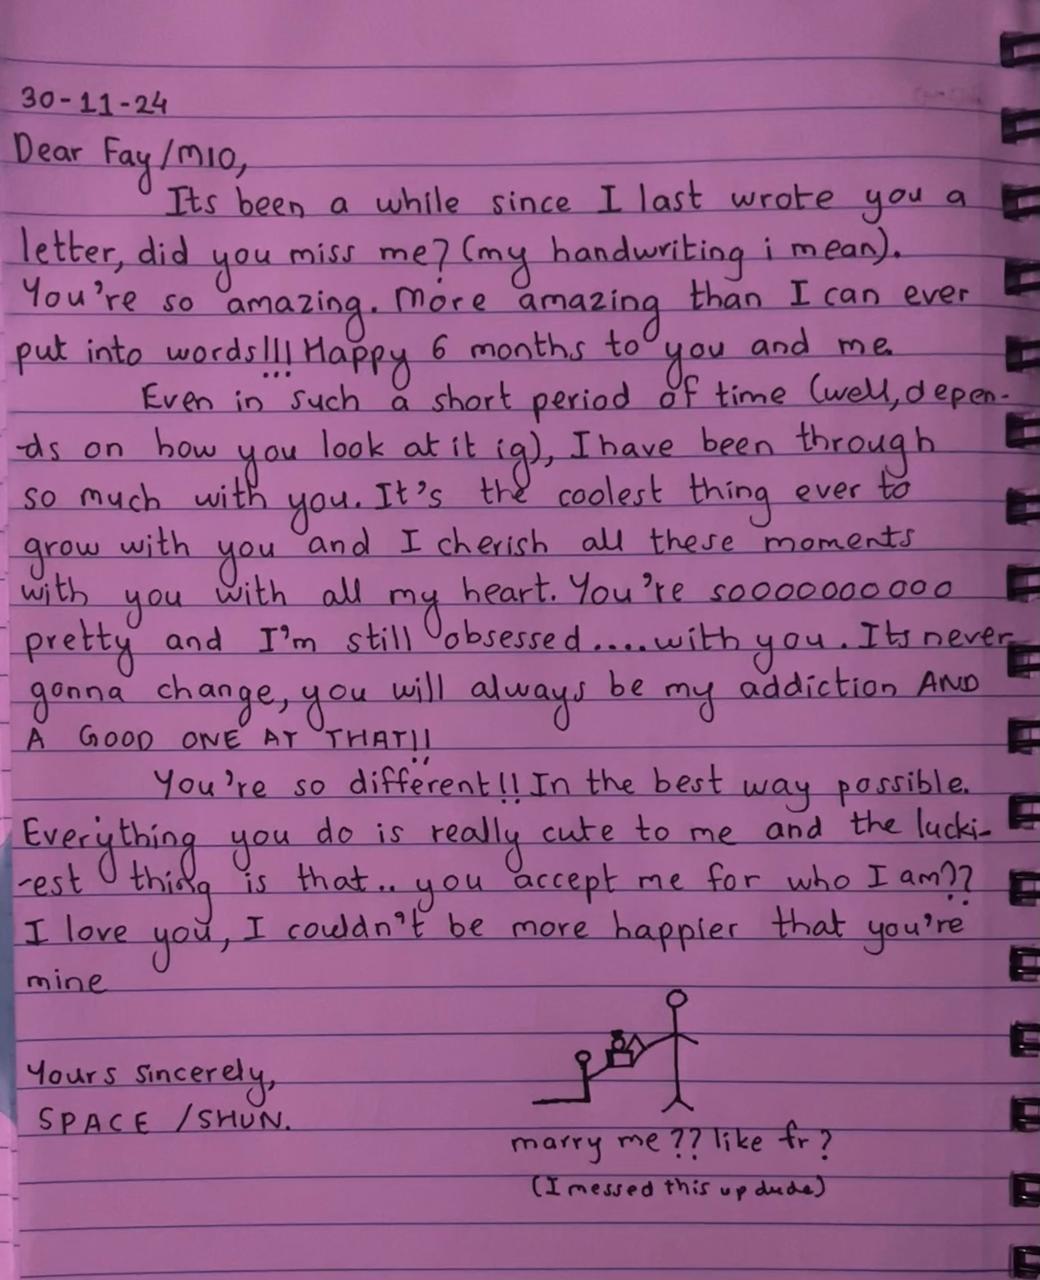 30-11-24
Dear Fay/MIO,
Its been a while since I last wrote you a
letter, did you miss me? (my handwriting i mean).
You're so amazing. More amazing than I can ever
put into words!!! Happy 6 months to you and me.
Even in such a short period of time (well, depen-
-ds on how you look at it ig), I have been through
so much with you. It's the coolest thing ever to
grow with you and I cherish all these moments
with you with all my heart. You're soooooooooo
pretty and I'm still obsessed....with you. Its never
gonna change, you will always be my addiction AND
A GOOD ONE AT THAT!!
You're so different!! In the best way possible.
Everything you do is really cute to me and the lucki-
-est thing is that.. you accept me for who I am??
I love you, I couldn't be more happier that you're
mine
Yours sincerely,
SPACE /SHUN.
marry me?? like fr?
(I messed this up dude)